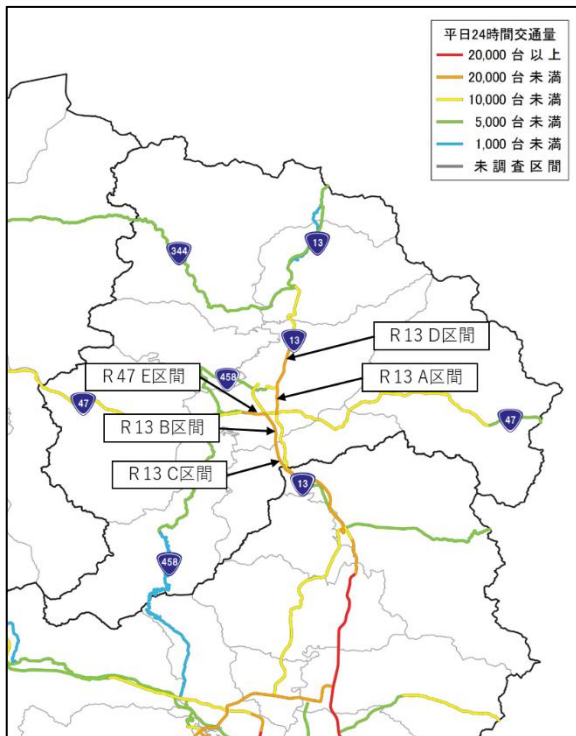 平日24時間交通量
20,000 台 以 上
20,000 台 未 満
10,000 台 未 満
5,000 台 未 満
1,000 台 未 満
未 調 査 区 間
13
344
13
R13 D区間
458
R47 E区間
R13 A区間
47
47
R13 B区間
R13 C区間
13
458